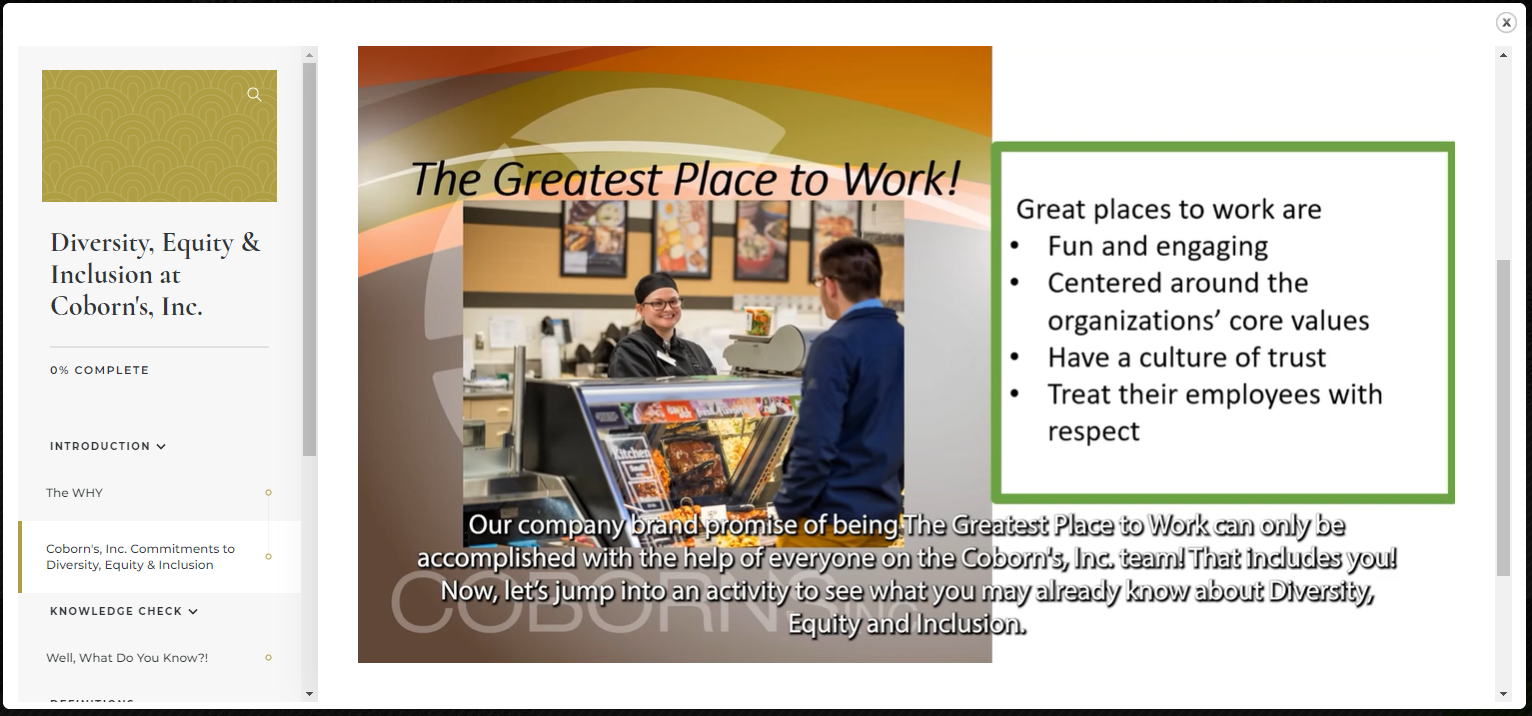 X
Diversity, Equity &
Inclusion at
Coborn's, Inc.
0% COMPLETE
INTRODUCTION
The WHY
Coborn's, Inc. Commitments to
Diversity, Equity & Inclusion
KNOWLEDGE CHECK
Well, What Do You Know?!
DEFINITIONS
The Greatest Place to Work!
Kitchen
Great places to work are
• Fun and engaging
• Centered around the
organizations’ core values
• Have a culture of trust
• Treat their employees with
respect
Our company brand promise of being The Greatest Place to Work can only be
accomplished with the help of everyone on the Coborn's, Inc. team! That includes you!
Now, let's jump into an activity to see what you may already know about Diversity,
Equity and Inclusion.
COBORN'S INC.